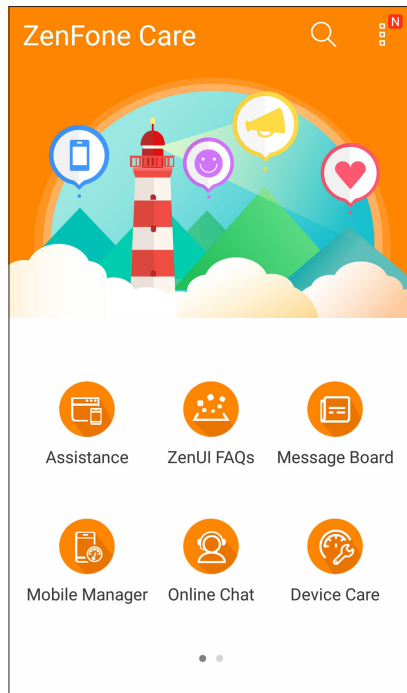 ZenFone Care
N
Assistance
ZenUI FAQs
Message Board
Mobile Manager
Online Chat
Device Care